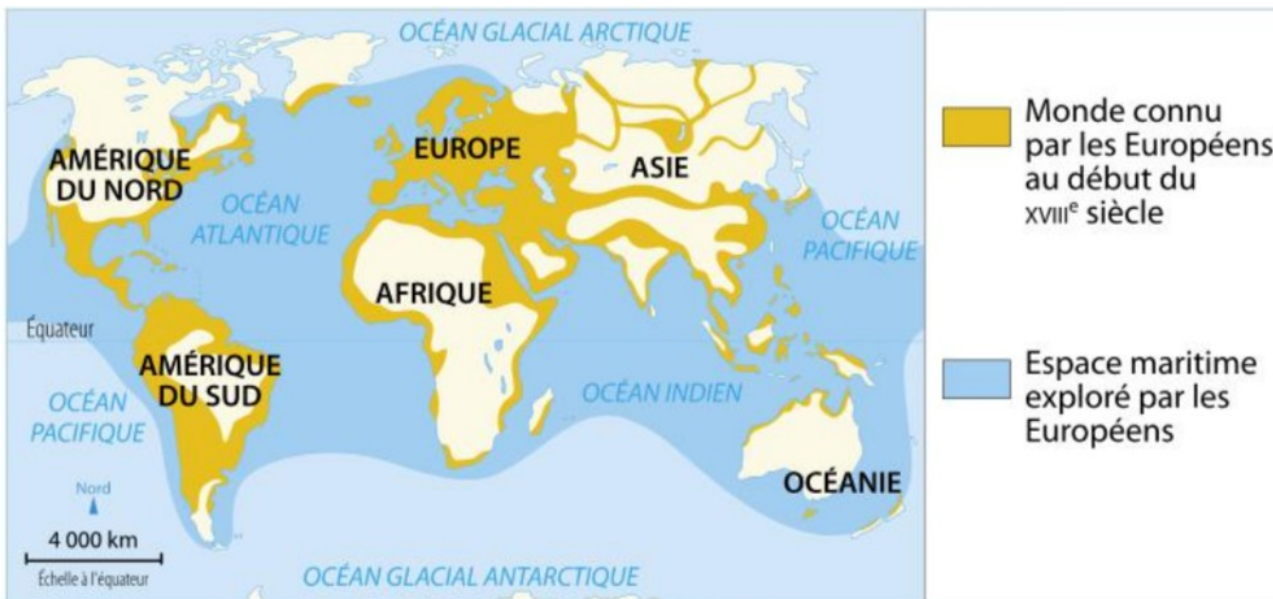 OCÉAN GLACIAL ARCTIQUE
AMÉRIQUE
DU NORD
EUROPE
ASIE
OCÉAN
ATLANTIQUE
OCÉAN
PACIFIQUE
AFRIQUE
Équateur
AMÉRIQUE
DU SUD
OCÉAN
PACIFIQUE
OCÉAN INDIEN
OCÉANIE
Nord
4 000 km
Échelle à l'équateur
OCÉAN GLACIAL ANTARCTIQUE
Monde connu
par les Européens
au début du
XVIIIe siècle
Espace maritime
exploré par les
Européens